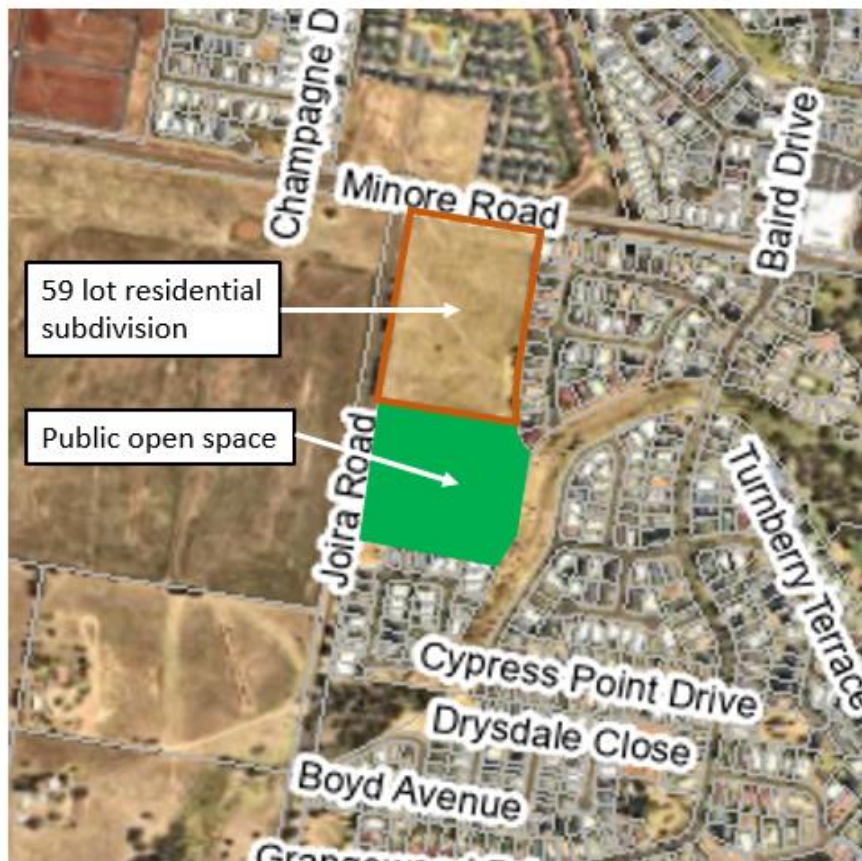 Champagne D
Minore Road
Baird Drive
59 lot residential
subdivision
Public open space
Joira Road
Turnberry Terrace
Cypress Point Drive
Drysdale Close
Boyd Avenue